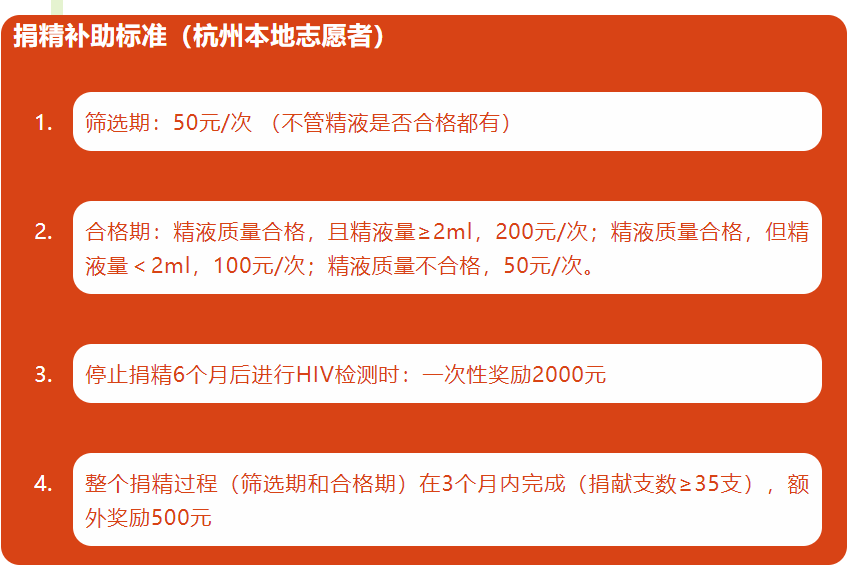 捐精补助标准（杭州本地志愿者）
1. 筛选期：50元/次 （不管精液是否合格都有）
2. 合格期：精液质量合格，且精液量≥2ml，200元/次；精液质量合格，但精
液量＜2ml，100元/次；精液质量不合格，50元/次。
3. 停止捐精6个月后进行HIV检测时：一次性奖励2000元
4. 整个捐精过程（筛选期和合格期）在3个月内完成（捐献支数≥35支），额
外奖励500元